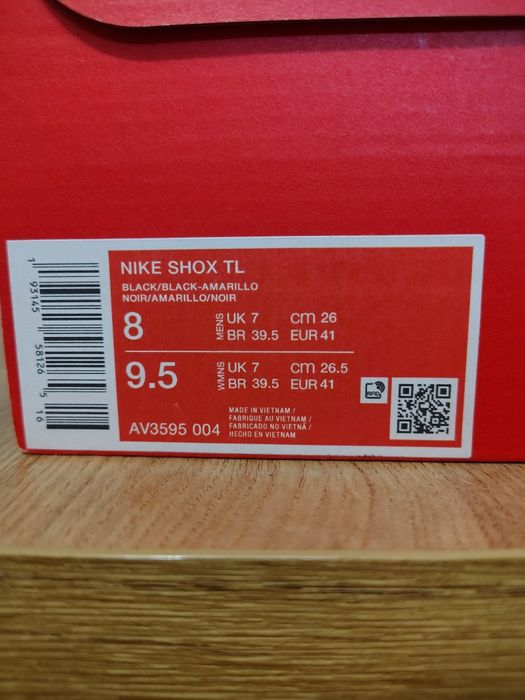 1 93145 58126 5 16
NIKE SHOX TL
BLACK/BLACK-AMARILLO
NOIR/AMARILLO/NOIR
8 MENS UK 7 cm 26
BR 39.5 EUR 41
9.5 WMNS UK 7 cm 26.5
BR 39.5 EUR 41
RFID
MADE IN VIETNAM /
FABRIQUE AU VIETNAM /
FABRICADO NO VIETNÃ /
HECHO EN VIETNAM
AV3595 004